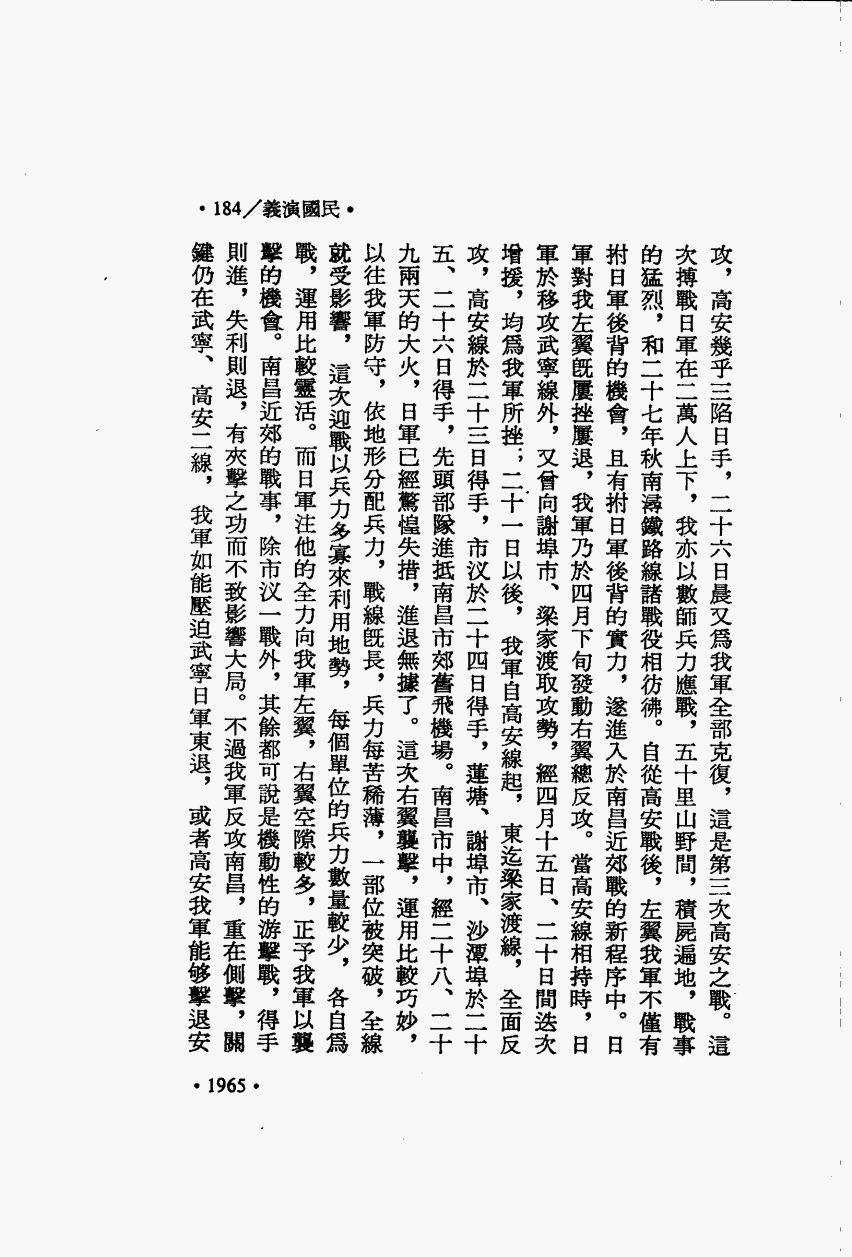 •184／義演國民•
攻，高安幾乎三陷日手，二十六日晨又爲我軍全部克復，這是第三次高安之戰。這
次搏戰日軍在二萬人上下，我亦以數師兵力應戰，五十里山野間，積屍遍地，戰事
的猛烈，和二十七年秋南潯鐵路線諸戰役相彷彿。自從高安戰後，左翼我軍不僅有
拊日軍後背的機會，且有拊日軍後背的實力，遂進入於南昌近郊戰的新程序中。日
軍對我左翼旣屢挫屢退，我軍乃於四月下旬發動右翼總反攻。當高安線相持時，日
軍於移攻武寧線外，又曾向謝埠市、梁家渡取攻勢，經四月十五日、二十日間迭次
增援，均爲我軍所挫；二十一日以後，我軍自高安線起，東迄梁家渡線，全面反
攻，高安線於二十三日得手，市汊於二十四日得手，蓮塘、謝埠市、沙潭埠於二十
五、二十六日得手，先頭部隊進抵南昌市郊舊飛機場。南昌市中，經二十八、二十
九兩天的大火，日軍已經驚惶失措，進退無據了。這次右翼襲擊，運用比較巧妙，
以往我軍防守，依地形分配兵力，戰線旣長，兵力每苦稀薄，一部位被突破，全線
就受影響，這次迎戰以兵力多寡來利用地勢，每個單位的兵力數量較少，各自爲
戰，運用比較靈活。而日軍注他的全力向我軍左翼，右翼空隙較多，正予我軍以襲
擊的機會。南昌近郊的戰事，除市汊一戰外，其餘都可說是機動性的游擊戰，得手
則進，失利則退，有夾擊之功而不致影響大局。不過我軍反攻南昌，重在側擊，關
鍵仍在武寧、高安二線，我軍如能壓迫武寧日軍東退，或者高安我軍能够擊退安
•1965•